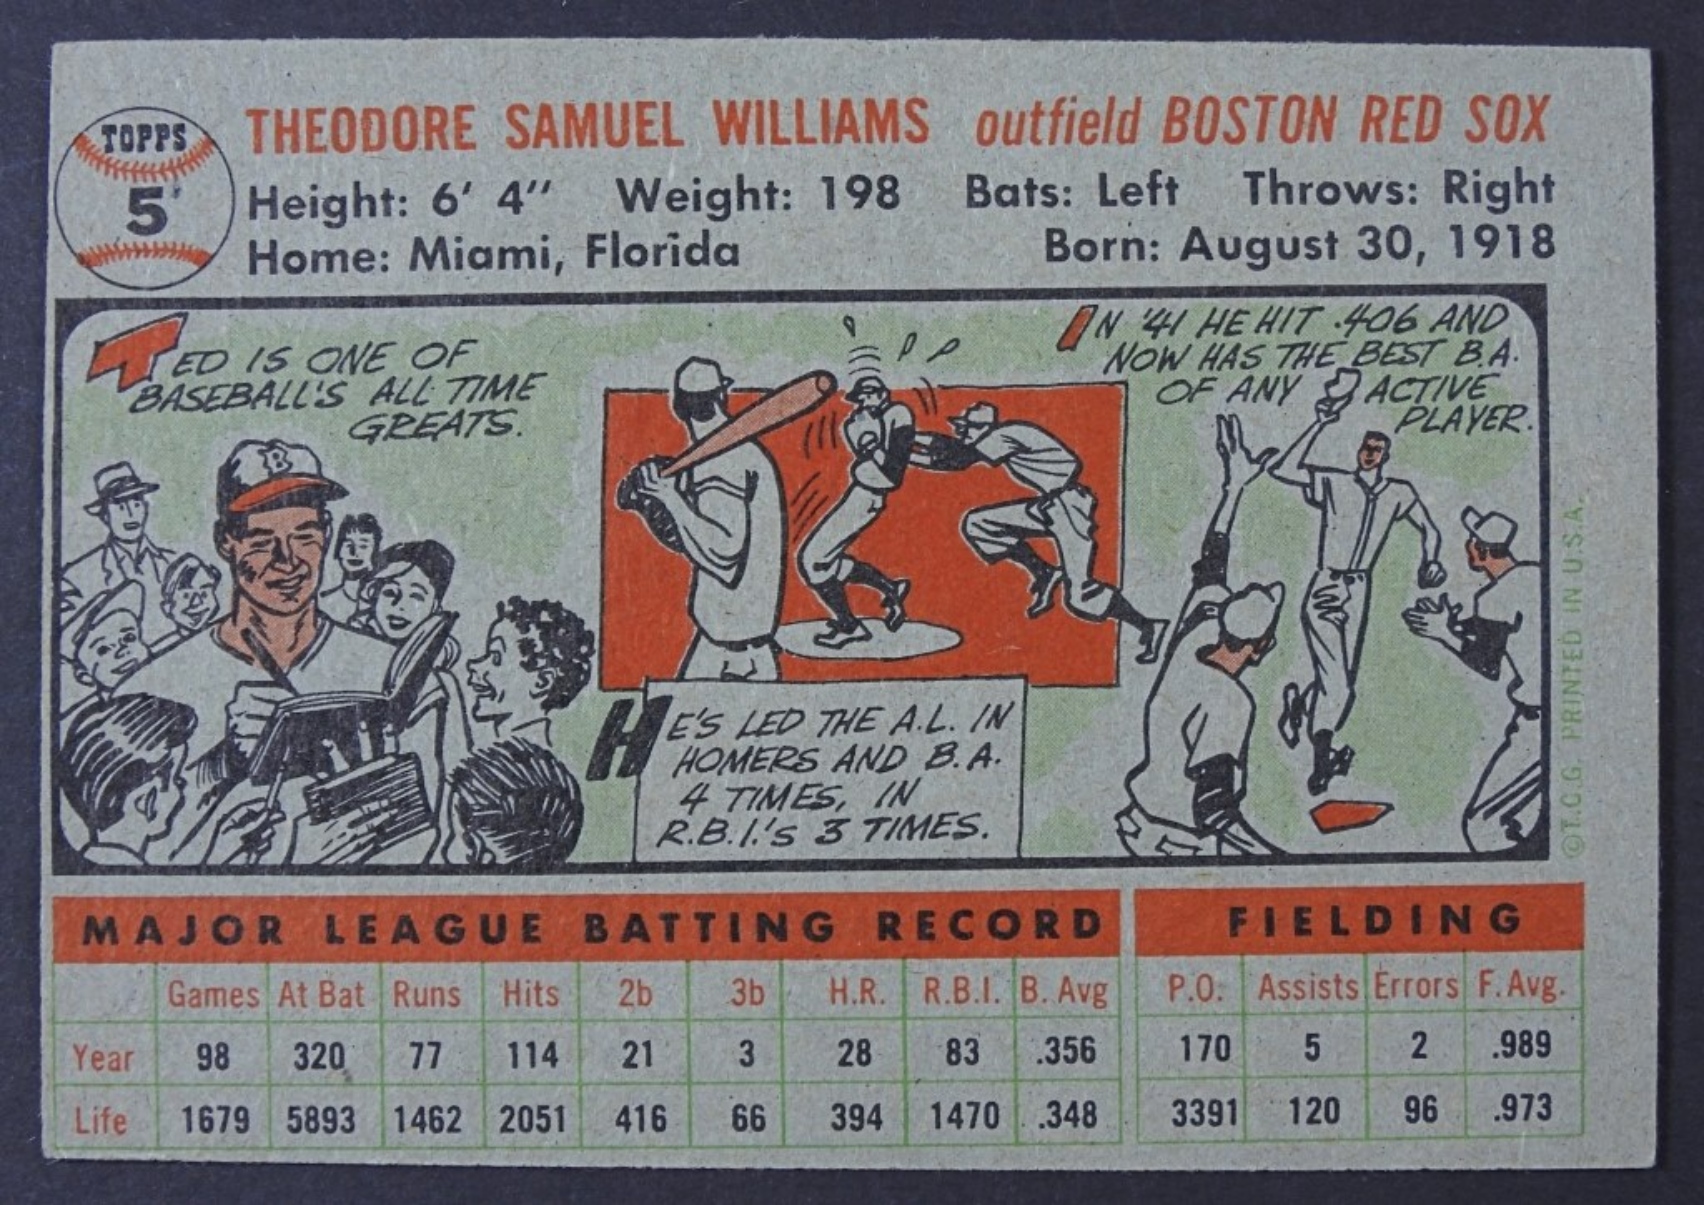 TOPPS
5
THEODORE SAMUEL WILLIAMS outfield BOSTON RED SOX
Height: 6' 4" Weight: 198 Bats: Left Throws: Right
Home: Miami, Florida Born: August 30, 1918
TED IS ONE OF
BASEBALL'S ALL TIME
GREATS.
B
HE'S LED THE A.L. IN
HOMERS AND B.A.
4 TIMES, IN
R.B.I.'S 3 TIMES.
IN '41 HE HIT .406 AND
NOW HAS THE BEST B.A.
OF ANY ACTIVE
PLAYER.
©T.C.G. PRINTED IN U.S.A.
MAJOR LEAGUE BATTING RECORD FIELDING
Games At Bat Runs Hits 2b 3b H.R. R.B.I. B. Avg P.O. Assists Errors F. Avg.
Year 98 320 77 114 21 3 28 83 .356 170 5 2 .989
Life 1679 5893 1462 2051 416 66 394 1470 .348 3391 120 96 .973